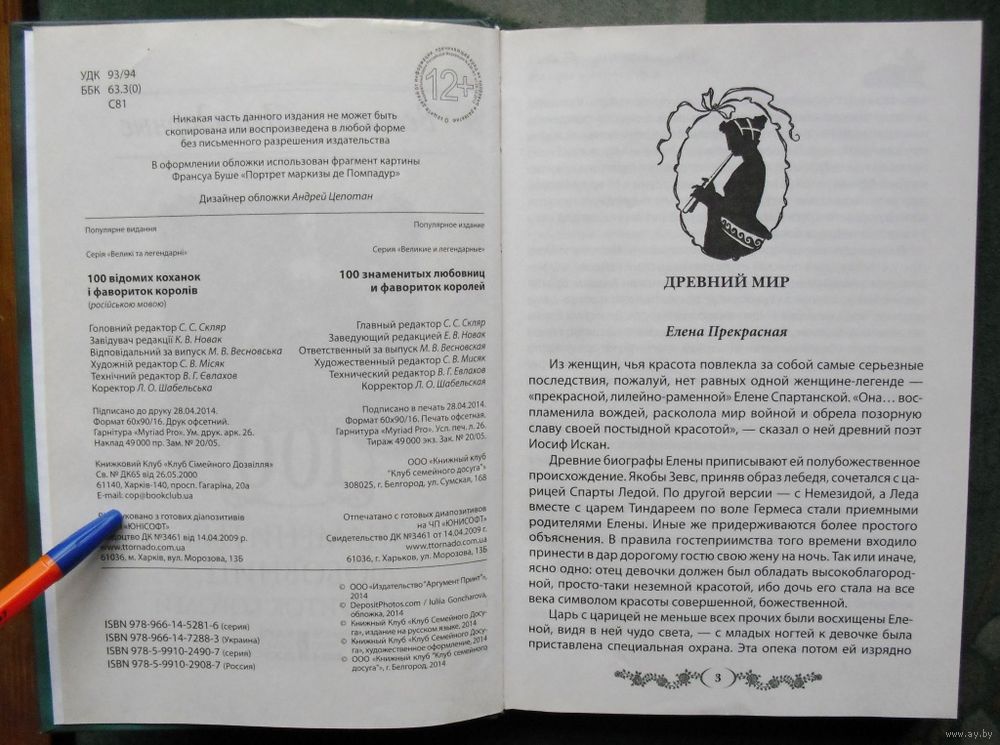 УДК 93/94
ББК 63.3(0)
С81
12+
Никакая часть данного издания не может быть
скопирована или воспроизведена в любой форме
без письменного разрешения издательства
В оформлении обложки использован фрагмент картины
Франсуа Буше «Портрет маркизы де Помпадур»
Дизайнер обложки Андрей Цепотан
Популярне видання
Серія «Великі та легендарні»
100 відомих коханок
і фавориток королів
(російською мовою)
Головний редактор С. С. Скляр
Завідувач редакції К. В. Новак
Відповідальний за випуск М. В. Весновська
Художній редактор С. В. Місяк
Технічний редактор В. Г. Євлахов
Коректор Л. О. Шабельська
Підписано до друку 28.04.2014.
Формат 60х90/16. Друк офсетний.
Гарнітура «Myriad Pro». Ум. друк. арк. 26.
Наклад 49 000 пр. Зам. № 20/05.
Книжковий Клуб «Клуб Сімейного Дозвілля»
Св. № ДК65 від 26.05.2000
61140, Харків-140, просп. Гагаріна, 20а
E-mail: cop@bookclub.ua
з готових діапозитивів
«ЮНІСОФТ»
ДК №3461 від 14.04.2009 р.
www.ttornado.com.ua
61036, м. Харків, вул. Морозова, 13Б
Популярное издание
Серия «Великие и легендарные»
100 знаменитых любовниц
и фавориток королей
Главный редактор С. С. Скляр
Заведующий редакцией Е. В. Новак
Ответственный за выпуск М. В. Весновская
Художественный редактор С. В. Мисяк
Технический редактор В. Г. Евлахов
Корректор Л. О. Шабельская
Подписано в печать 28.04.2014.
Формат 60х90/16. Печать офсетная.
Гарнитура «Myriad Pro». Усл. печ. л. 26.
Тираж 49 000 экз. Зак. № 20/05.
ООО «Книжный клуб
"Клуб семейного досуга"»
308025, г. Белгород, ул. Сумская, 168
Отпечатано с готовых диапозитивов
на ЧП «ЮНИСОФТ»
Свидетельство ДК №3461 от 14.04.2009 г.
www.ttornado.com.ua
61036, г. Харьков, ул. Морозова, 13Б
© ООО «Издательство "Аргумент Принт"»,
2014
© DepositPhotos.com / Iuliia Goncharova,
обложка, 2014
© Книжный Клуб «Клуб Семейного Досу-
га», издание на русском языке, 2014
© Книжный Клуб «Клуб Семейного Досу-
га», художественное оформление, 2014
© ООО «Книжный клуб "Клуб семейного
досуга"», г. Белгород, 2014
ISBN 978-966-14-5281-6 (серия)
ISBN 978-966-14-7288-3 (Украина)
ISBN 978-5-9910-2490-7 (серия)
ISBN 978-5-9910-2908-7 (Россия)
ДРЕВНИЙ МИР
Елена Прекрасная
Из женщин, чья красота повлекла за собой самые серьезные
последствия, пожалуй, нет равных одной женщине-легенде —
«прекрасной, лилейно-раменной» Елене Спартанской. «Она... вос-
пламенила вождей, расколола мир войной и обрела позорную
славу своей постыдной красотой», — сказал о ней древний поэт
Иосиф Искан.
Древние биографы Елены приписывают ей полубожественное
происхождение. Якобы Зевс, приняв образ лебедя, сочетался с ца-
рицей Спарты Ледой. По другой версии — с Немезидой, а Леда
вместе с царем Тиндареем по воле Гермеса стали приемными
родителями Елены. Иные же придерживаются более простого
объяснения. В правила гостеприимства того времени входило
принести в дар дорогому гостю свою жену на ночь. Так или иначе,
ясно одно: отец девочки должен был обладать высокоблагород-
ной, просто-таки неземной красотой, ибо дочь его стала на все
века символом красоты совершенной, божественной.
Царь с царицей не меньше всех прочих были восхищены Еле-
ной, видя в ней чудо света, — с младых ногтей к девочке была
приставлена специальная охрана. Эта опека потом ей изрядно
3
www.ay.by